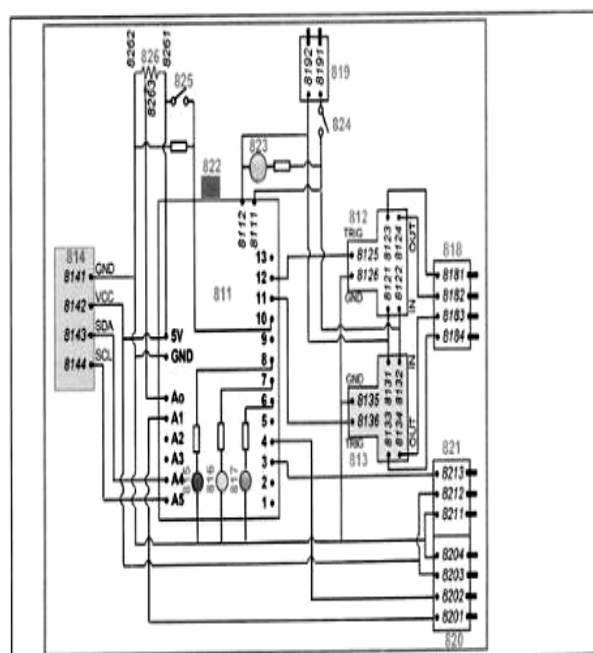 8262
826
8261
8263
825
8192
8191
819
824
823
822
8112
8111
812
TRIG
8125
8126
GND
8123
8124
OUT
8121
8122
IN
818
8181
8182
8183
8184
814
8141 GND
8142 VCC
8143 SDA
8144 SCL
811
13
12
11
10
9
8
7
6
5
4
3
2
1
5V
GND
Ao
A1
A2
A3
A4
A5
815
816
817
GND
8135
8136
TRIG
813
8131
8132
IN
8133
8134
OUT
821
8213
8212
8211
8204
8203
8202
8201
820